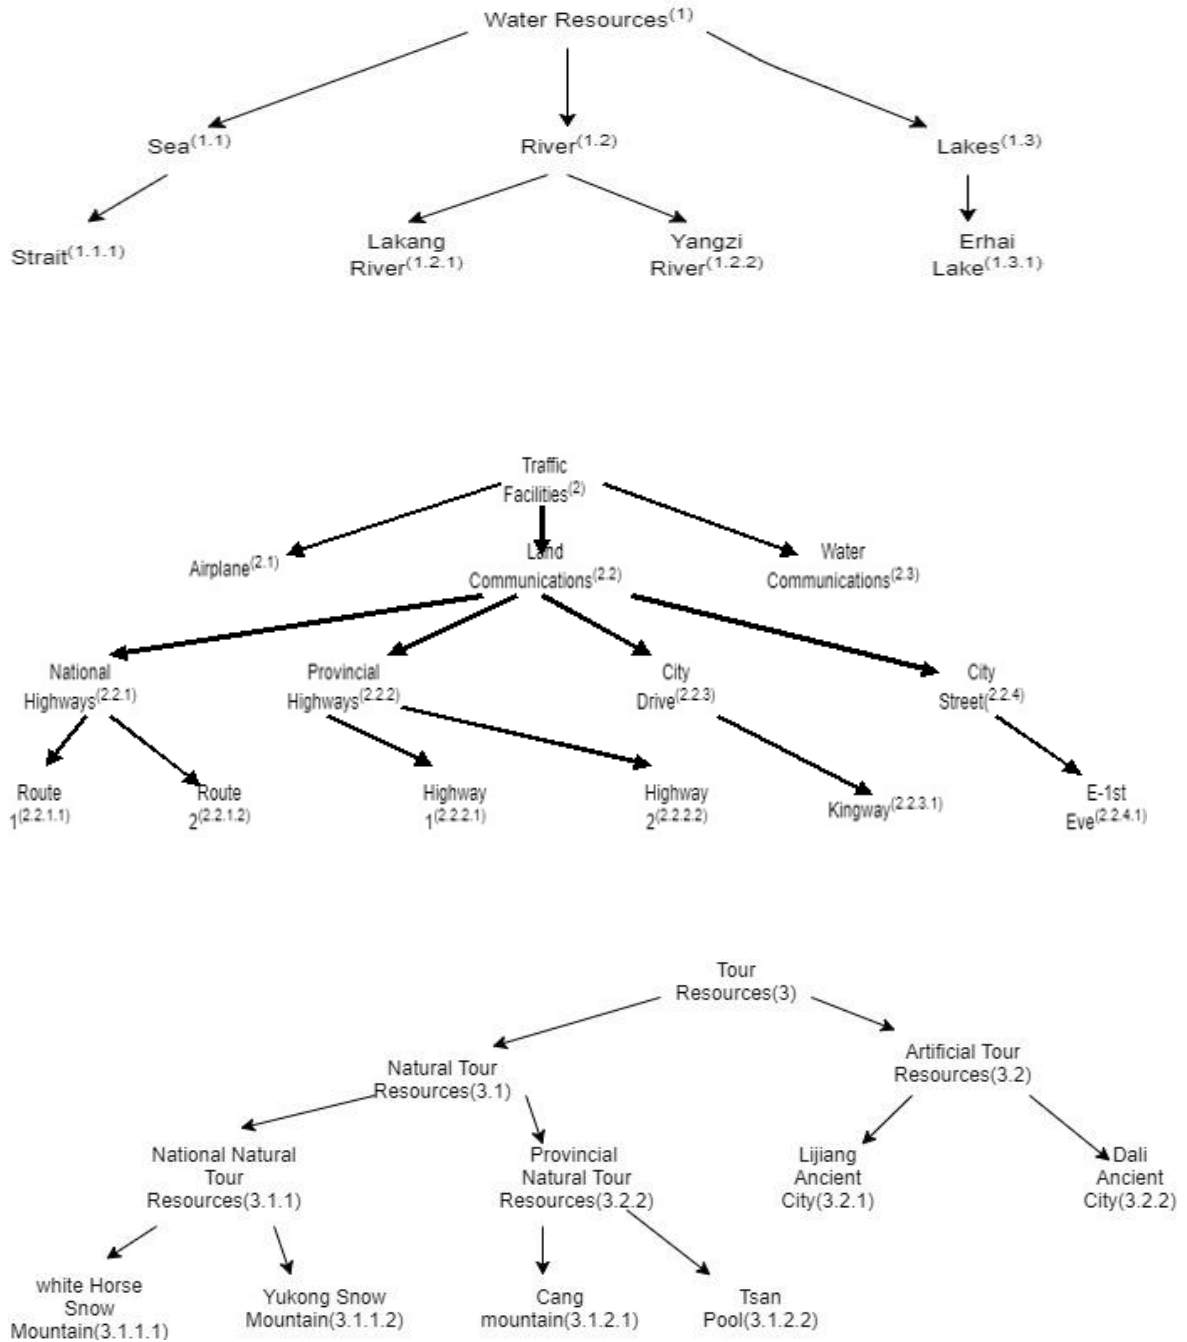 Water Resources(1)
Sea(1.1)
River(1.2)
Lakes(1.3)
Strait(1.1.1)
Lakang
River(1.2.1)
Yangzi
River(1.2.2)
Erhai
Lake(1.3.1)
Traffic
Facilities(2)
Airplane(2.1)
Land
Communications(2.2)
Water
Communications(2.3)
National
Highways(2.2.1)
Provincial
Highways(2.2.2)
City
Drive(2.2.3)
City
Street((2.2.4)
Route
1(2.2.1.1)
Route
2(2.2.1.2)
Highway
1(2.2.2.1)
Highway
2(2.2.2.2)
Kingway(2.2.3.1)
E-1st
Eve(2.2.4.1)
Tour
Resources(3)
Natural Tour
Resources(3.1)
Artificial Tour
Resources(3.2)
National Natural
Tour
Resources(3.1.1)
Provincial
Natural Tour
Resources(3.2.2)
Lijiang
Ancient
City(3.2.1)
Dali
Ancient
City(3.2.2)
white Horse
Snow
Mountain(3.1.1.1)
Yukong Snow
Mountain(3.1.1.2)
Cang
mountain(3.1.2.1)
Tsan
Pool(3.1.2.2)